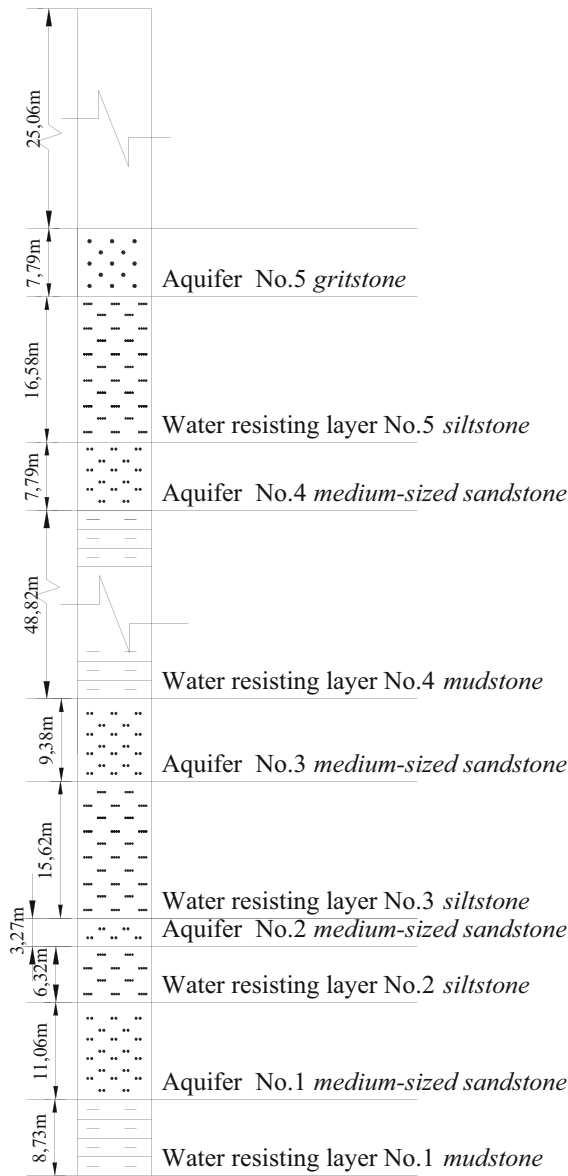 25,06m
7,79m
Aquifer No.5 gritstone
16,58m
Water resisting layer No.5 siltstone
7,79m
Aquifer No.4 medium-sized sandstone
48,82m
Water resisting layer No.4 mudstone
9,38m
Aquifer No.3 medium-sized sandstone
15,62m
Water resisting layer No.3 siltstone
3,27m
Aquifer No.2 medium-sized sandstone
6,32m
Water resisting layer No.2 siltstone
11,06m
Aquifer No.1 medium-sized sandstone
8,73m
Water resisting layer No.1 mudstone